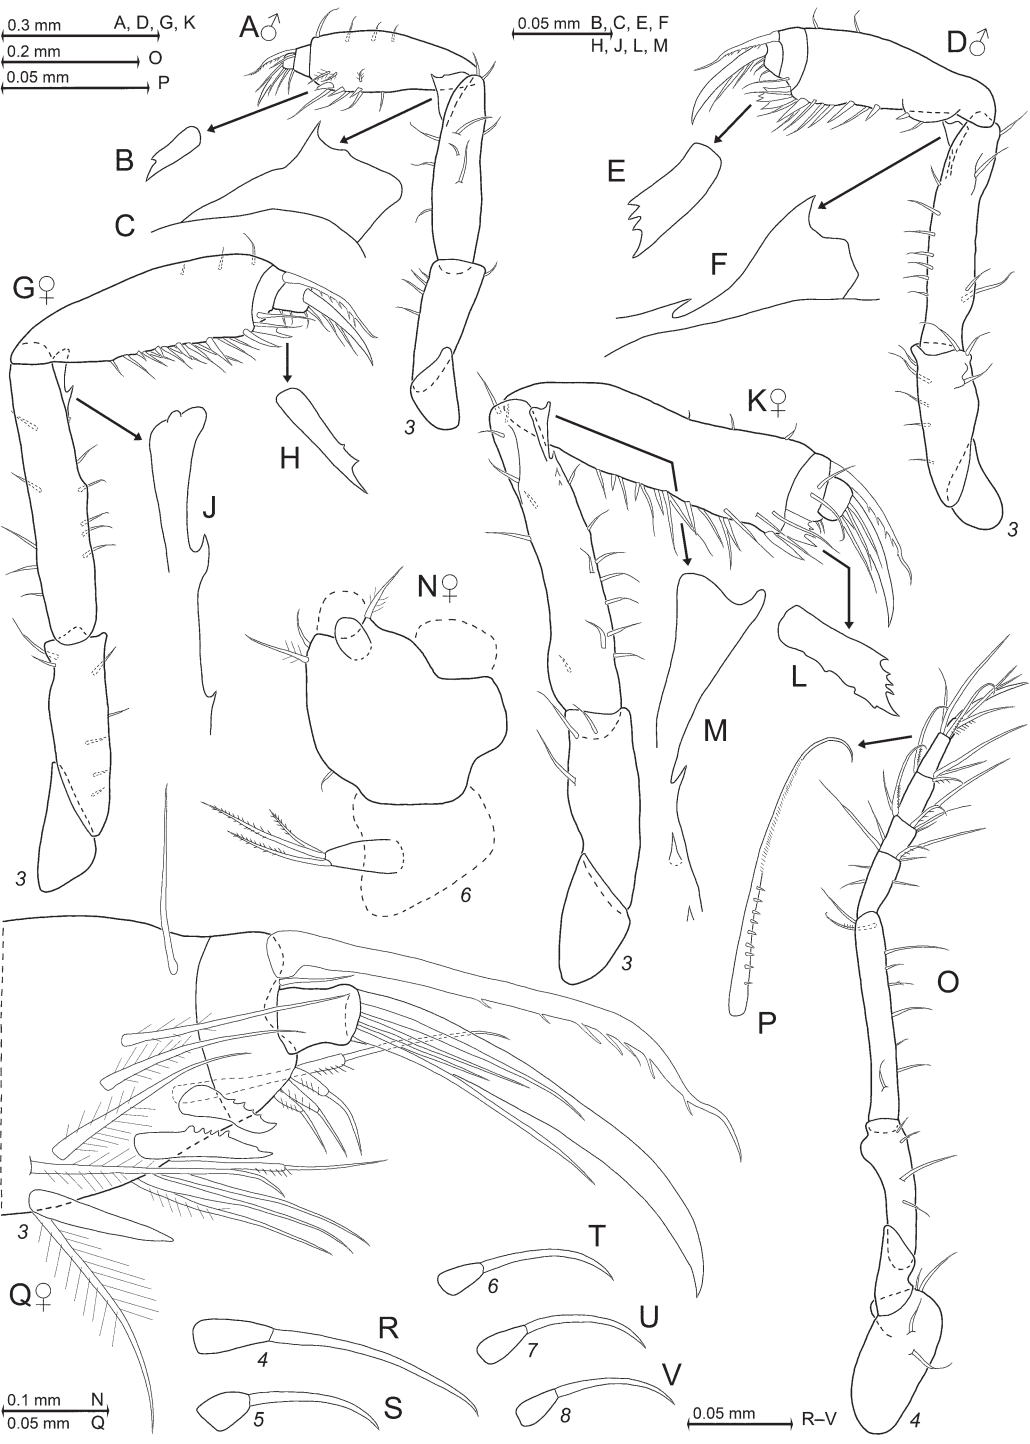 0.3 mm A, D, G, K
0.2 mm O
0.05 mm P
A♂
0.05 mm B, C, E, F
H, J, L, M
D♂
B
C
E
F
G♀
3
H
J
K♀
3
N♀
L
M
3
6
3
P
O
3
Q♀
T
6
R
4
U
7
S
5
V
8
4
0.1 mm N
0.05 mm Q
0.05 mm R–V